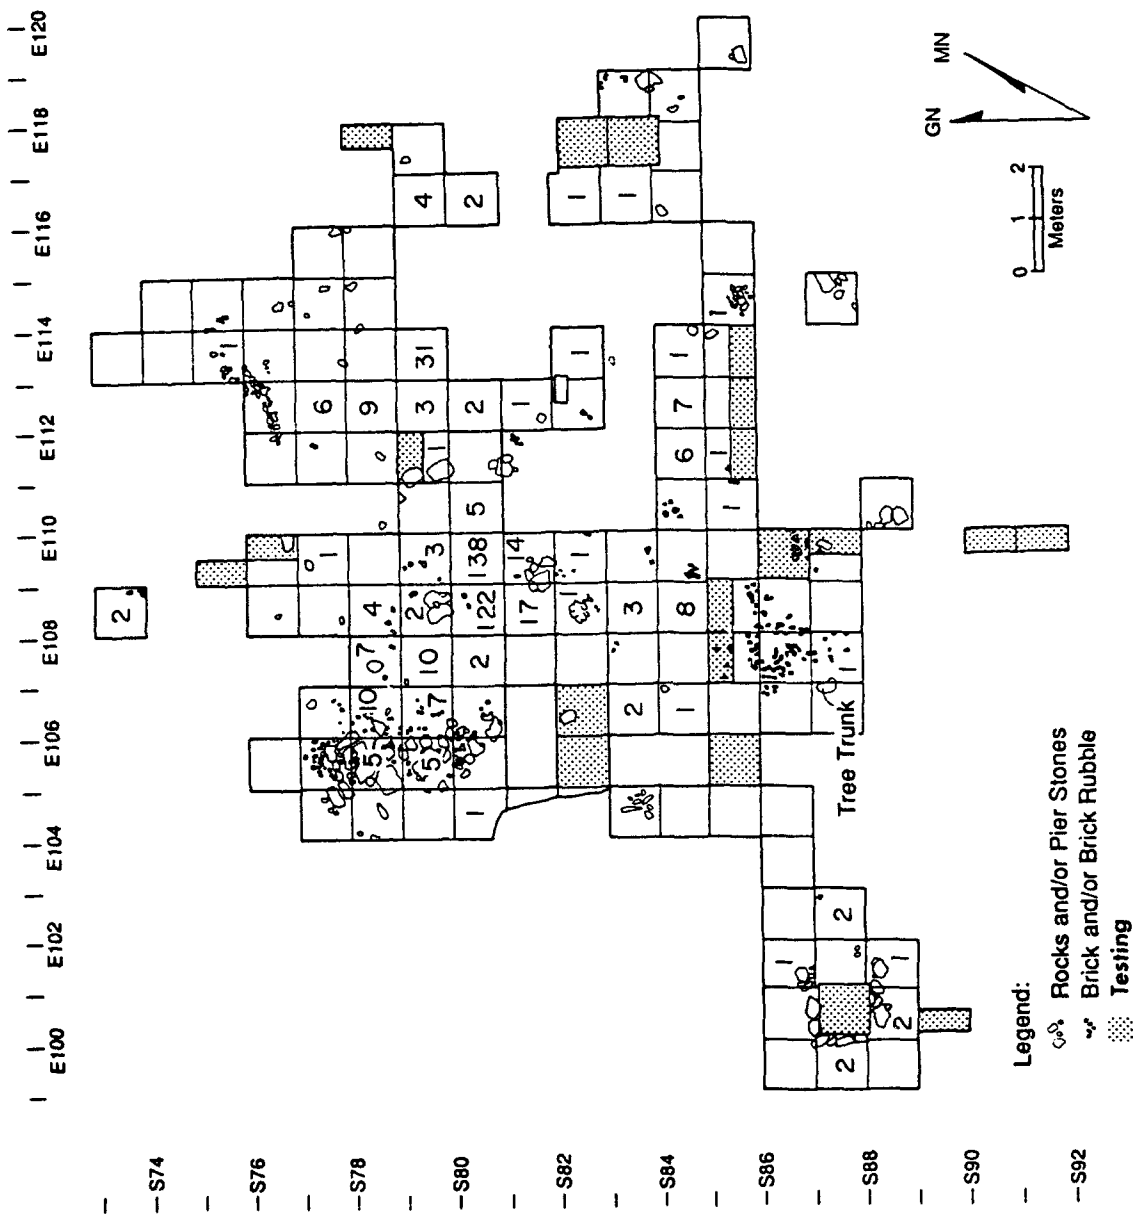 E100 E102 E104 E106 E108 E110 E112 E114 E116 E118 E120
2
S74
1
S76
1 6
S78
5 10 7 4 9
5 17 10 2 3 1 3 31 4
S80
1 2 122 138 5 2 2
17 14 1
S82
1 1 1 1
2 3 1
S84
1 8 6 7 1
1 1 1
S86
1
2 2 1
Tree Trunk
S88
2 1
GN MN
S90
S92
Legend:
Rocks and/or Pier Stones
Brick and/or Brick Rubble
Testing
0 1 2
Meters